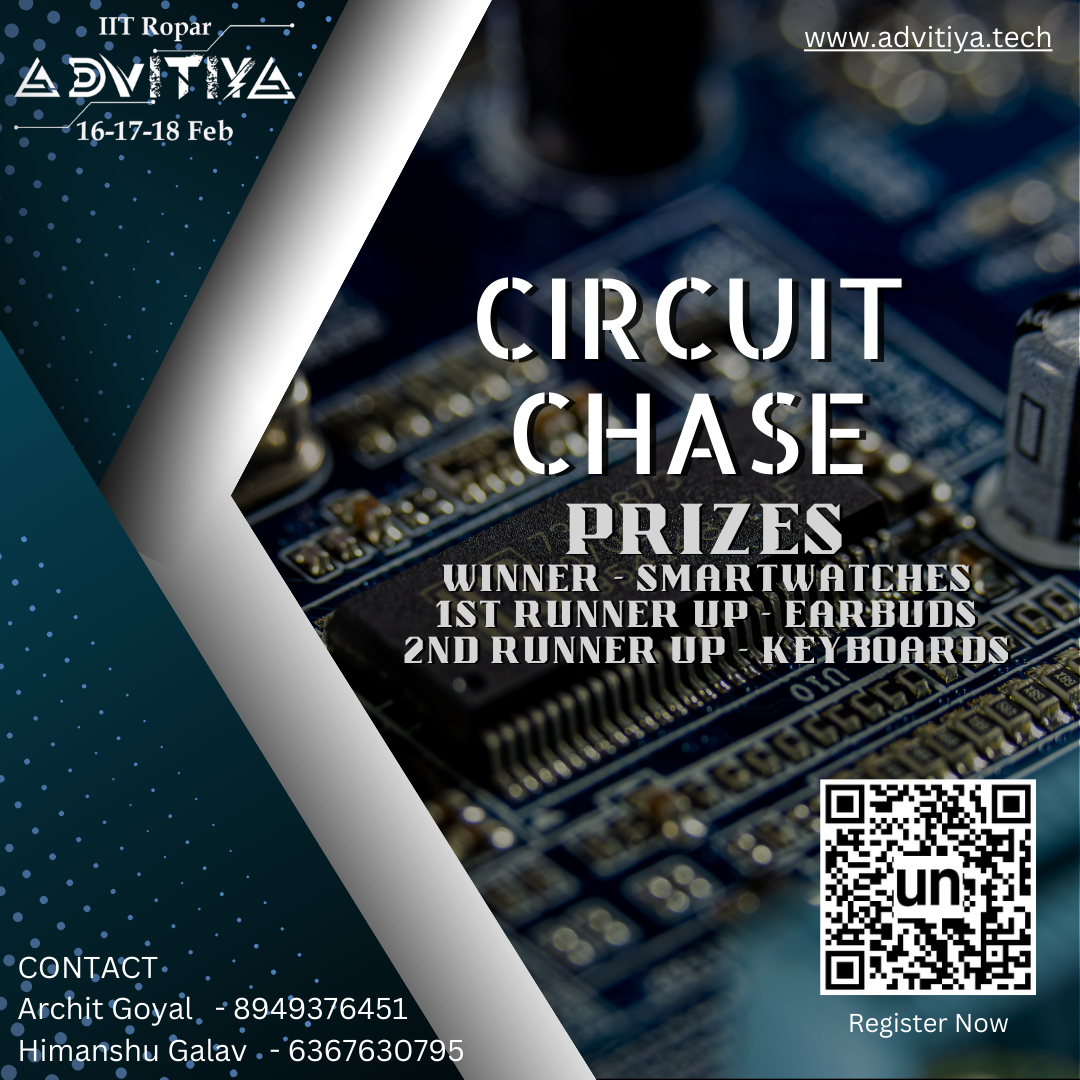 IIT Ropar
ADVITIYA
16-17-18 Feb
www.advitiya.tech
CIRCUIT
CHASE
PRIZES
WINNER - SMARTWATCHES
1ST RUNNER UP - EARBUDS
2ND RUNNER UP - KEYBOARDS
U10
un
Register Now
CONTACT
Archit Goyal - 8949376451
Himanshu Galav - 6367630795